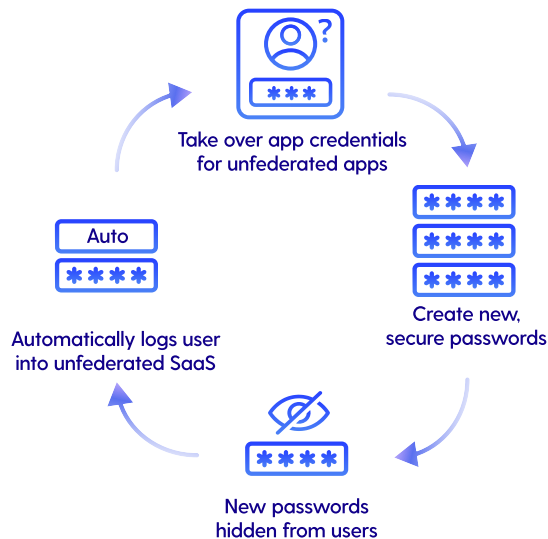 ?
***
Take over app credentials
for unfederated apps
****
****
****
Create new,
secure passwords
****
New passwords
hidden from users
Auto
****
Automatically logs user
into unfederated SaaS